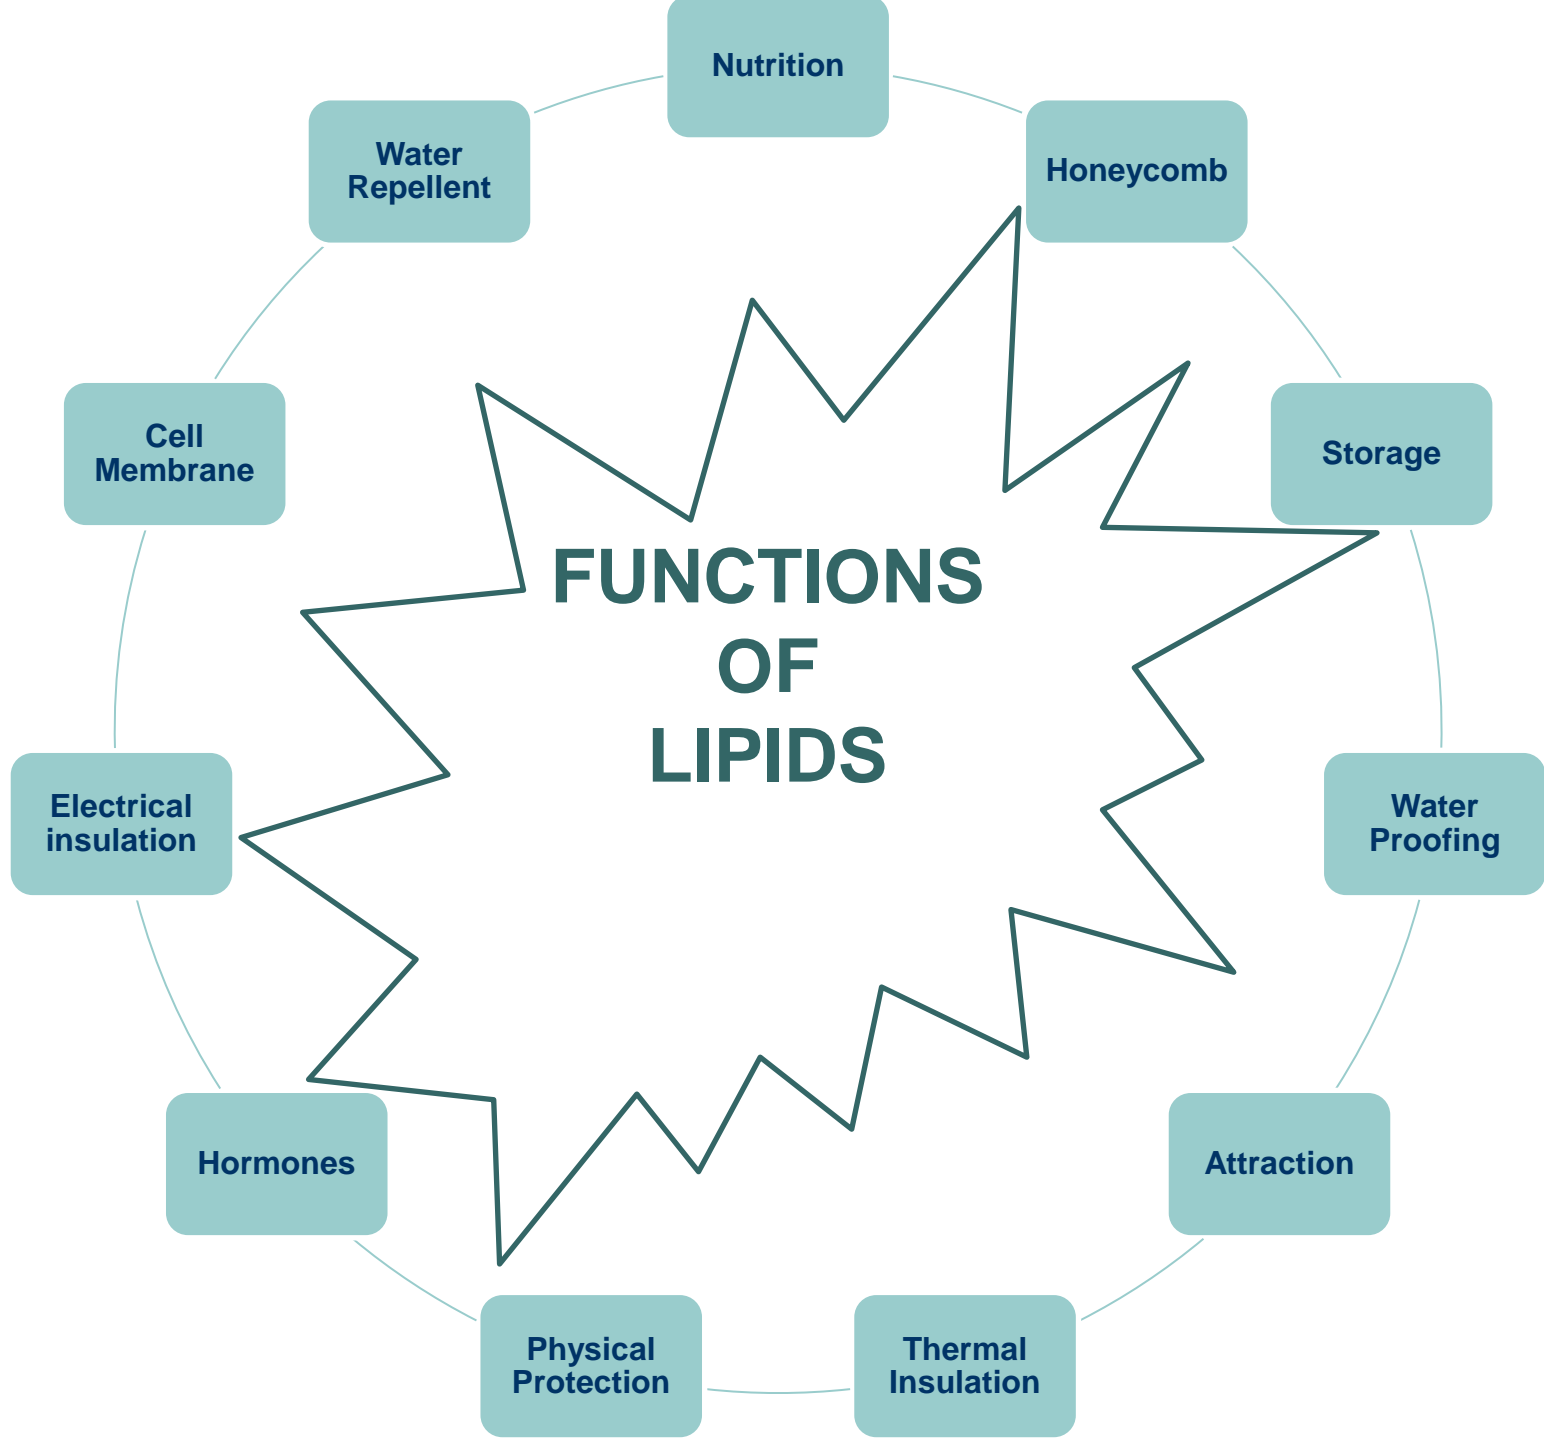 Nutrition
Honeycomb
Storage
Water
Proofing
Attraction
Thermal
Insulation
Physical
Protection
Hormones
Electrical
insulation
Cell
Membrane
Water
Repellent
FUNCTIONS
OF
LIPIDS